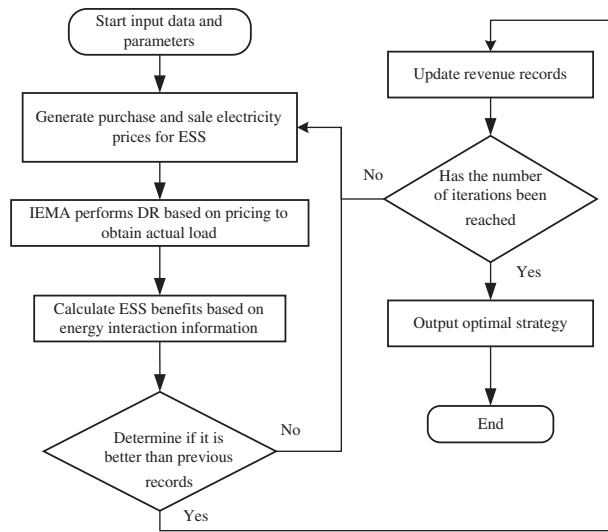 Start input data and
parameters
Generate purchase and sale electricity
prices for ESS
IEMA performs DR based on pricing to
obtain actual load
Calculate ESS benefits based on
energy interaction information
Determine if it is
better than previous
records
No
Yes
Update revenue records
Has the number
of iterations been
reached
No
Yes
Output optimal strategy
End